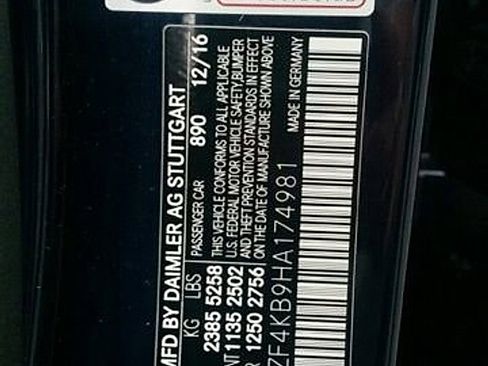 MFD BY DAIMLER AG STUTTGART
KG LBS PASSENGER CAR 890 12/16
2385 5258 THIS VEHICLE CONFORMS TO ALL APPLICABLE
NT 1135 2502 U.S. FEDERAL MOTOR VEHICLE SAFETY, BUMPER
1250 2756 AND THEFT PREVENTION STANDARDS IN EFFECT
ON THE DATE OF MANUFACTURE SHOWN ABOVE
ZF4KB9HA174981 MADE IN GERMANY